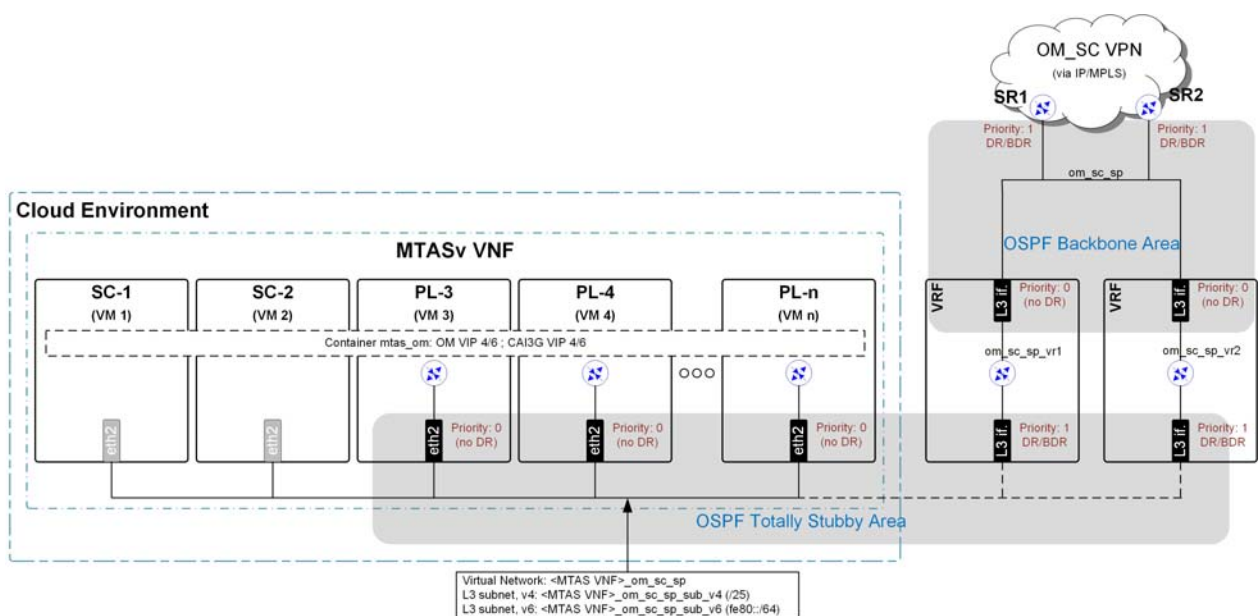 OM_SC VPN
(via IP/MPLS)
SR1
SR2
Priority: 1
DR/BDR
Priority: 1
DR/BDR
om_sc_sp
OSPF Backbone Area
Cloud Environment
MTASv VNF
SC-1
(VM 1)
SC-2
(VM 2)
PL-3
(VM 3)
PL-4
(VM 4)
PL-n
(VM n)
Container mtas_om: OM VIP 4/6 ; CAI3G VIP 4/6
eth2
eth2
eth2
Priority: 0
(no DR)
eth2
Priority: 0
(no DR)
eth2
Priority: 0
(no DR)
VRF
L3 if.
Priority: 0
(no DR)
om_sc_sp_vr1
L3 if.
Priority: 1
DR/BDR
VRF
L3 if.
Priority: 0
(no DR)
om_sc_sp_vr2
L3 if.
Priority: 1
DR/BDR
OSPF Totally Stubby Area
Virtual Network: <MTAS VNF>_om_sc_sp
L3 subnet, v4: <MTAS VNF>_om_sc_sp_sub_v4 (/25)
L3 subnet, v6: <MTAS VNF>_om_sc_sp_sub_v6 (fe80::/64)